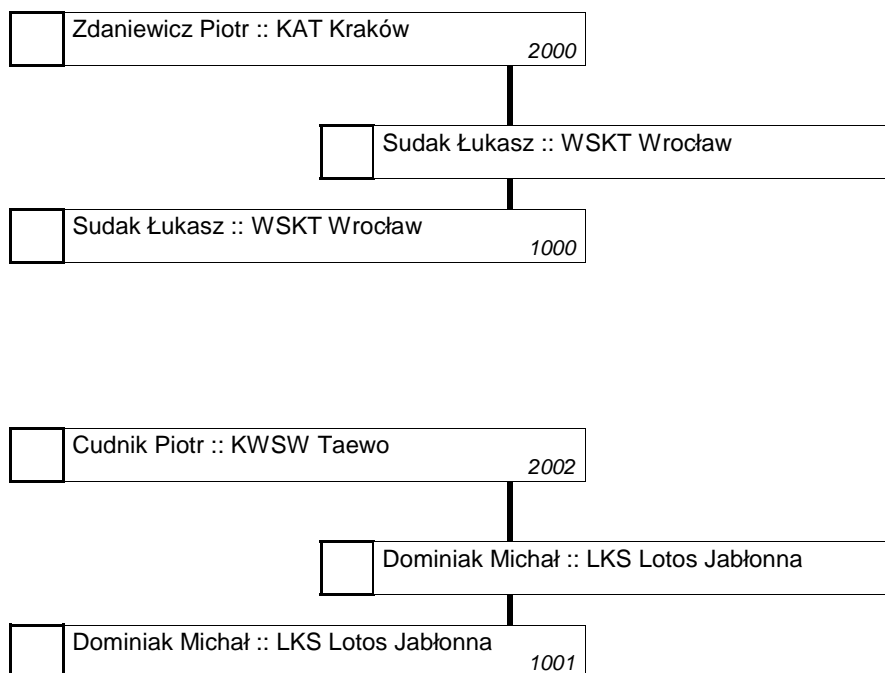 Zdaniewicz Piotr :: KAT Kraków
2000
Sudak Łukasz :: WSKT Wrocław
Sudak Łukasz :: WSKT Wrocław
1000
Cudnik Piotr :: KWSW Taewo
2002
Dominiak Michał :: LKS Lotos Jabłonna
Dominiak Michał :: LKS Lotos Jabłonna
1001